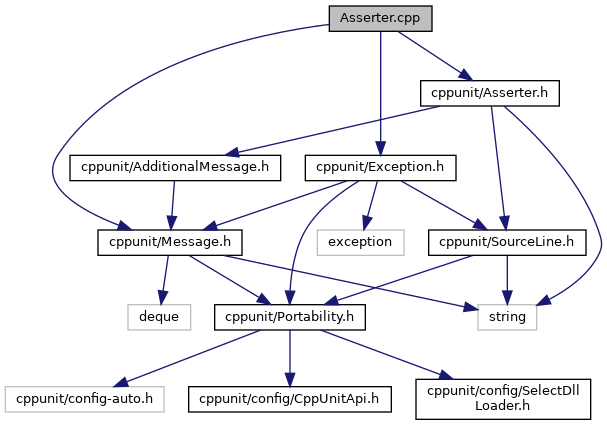 Asserter.cpp
cppunit/Asserter.h
cppunit/AdditionalMessage.h
cppunit/Exception.h
cppunit/Message.h
exception
cppunit/SourceLine.h
deque
cppunit/Portability.h
string
cppunit/config-auto.h
cppunit/config/CppUnitApi.h
cppunit/config/SelectDll
Loader.h